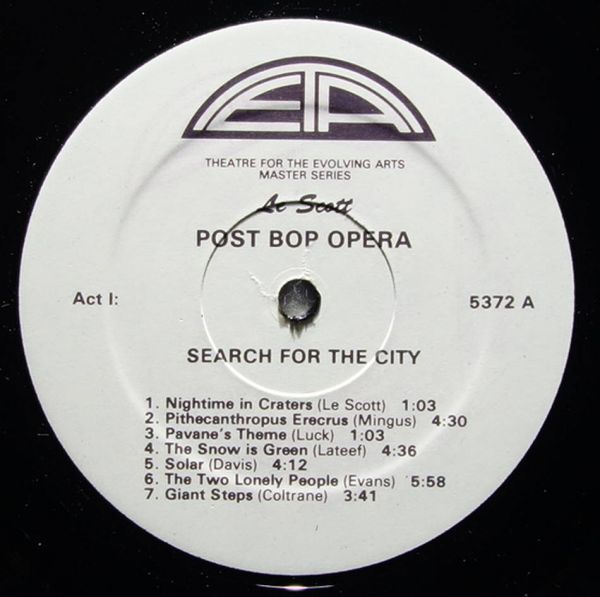 ETA
THEATRE FOR THE EVOLVING ARTS
MASTER SERIES
Le Scott
POST BOP OPERA
Act I:
5372 A
SEARCH FOR THE CITY
1. Nightime in Craters (Le Scott) 1:03
2. Pithecanthropus Erecrus (Mingus) 4:30
3. Pavane's Theme (Luck) 1:03
4. The Snow is Green (Lateef) 4:36
5. Solar (Davis) 4:12
6. The Two Lonely People (Evans) 5:58
7. Giant Steps (Coltrane) 3:41